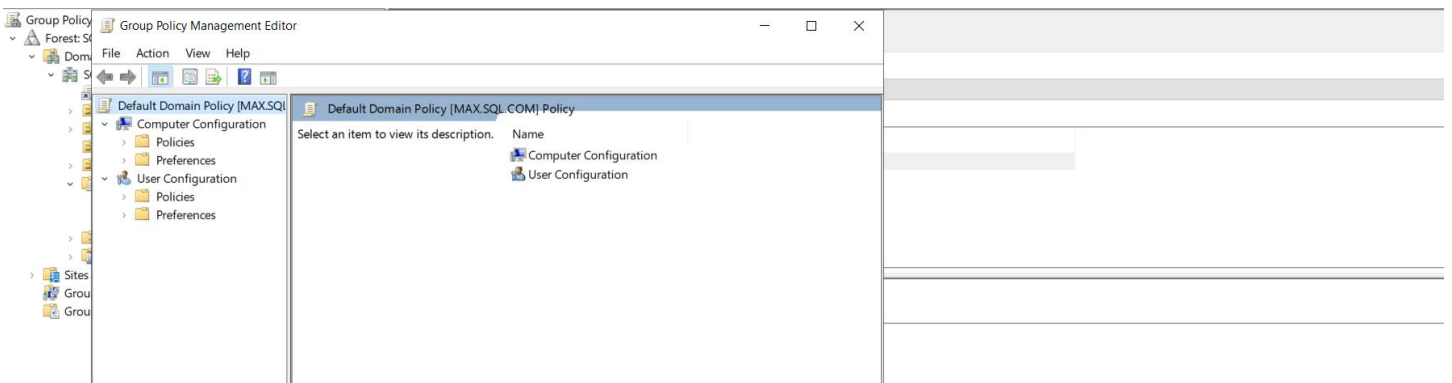 Group Policy
Forest: S
Doma
S
Sites
Grou
Grou
Group Policy Management Editor
File Action View Help
Default Domain Policy [MAX.SQL
Computer Configuration
Policies
Preferences
User Configuration
Policies
Preferences
Default Domain Policy [MAX.SQL.COM] Policy
Select an item to view its description.
Name
Computer Configuration
User Configuration